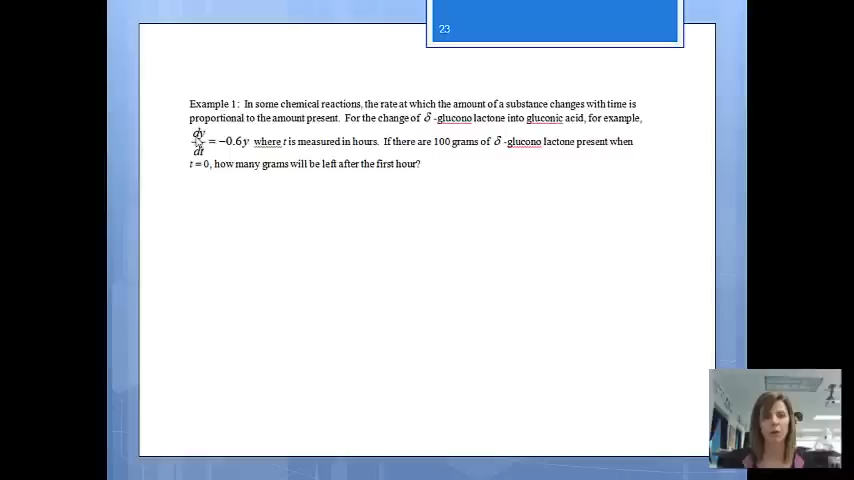 23
Example 1: In some chemical reactions, the rate at which the amount of a substance changes with time is
proportional to the amount present. For the change of δ -glucono lactone into gluconic acid, for example,
dy/dt = −0.6y where t is measured in hours. If there are 100 grams of δ -glucono lactone present when
t = 0, how many grams will be left after the first hour?